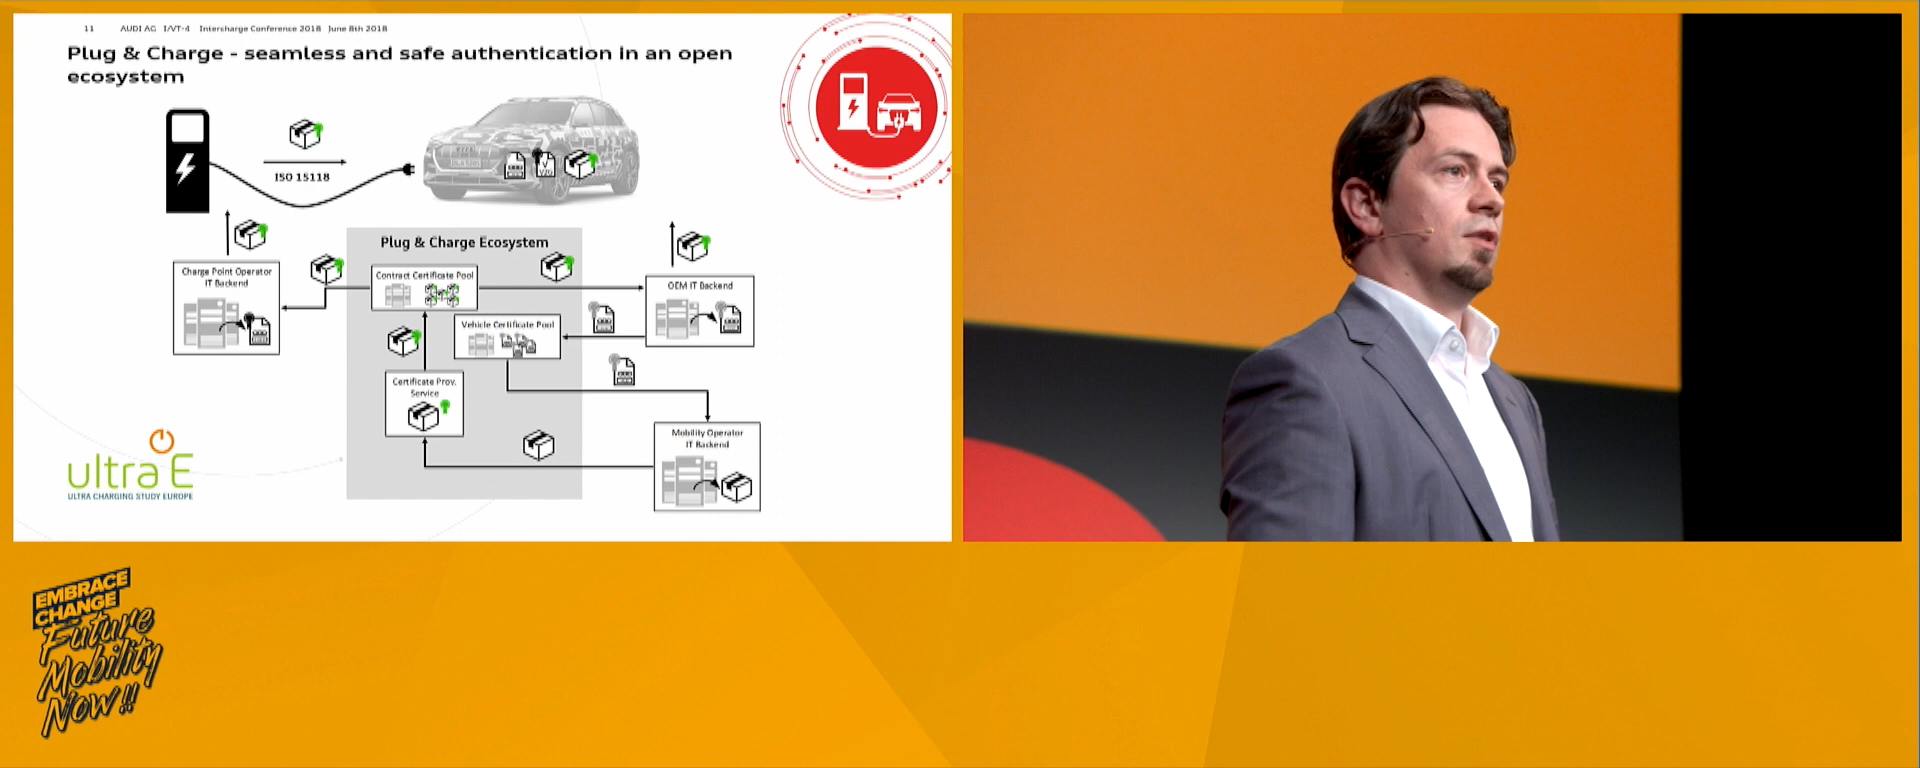 11 AUDI AG I/VT-4 Intercharge Conference 2018 June 8th 2018
Plug & Charge - seamless and safe authentication in an open
ecosystem
ISO 15118
Plug & Charge Ecosystem
Charge Point Operator
IT Backend
Contract Certificate Pool
OEM IT Backend
Vehicle Certificate Pool
Certificate Prov.
Service
Mobility Operator
IT Backend
ultra E
ULTRA CHARGING STUDY EUROPE
EMBRACE
CHANGE
Future
Mobility
Now!!